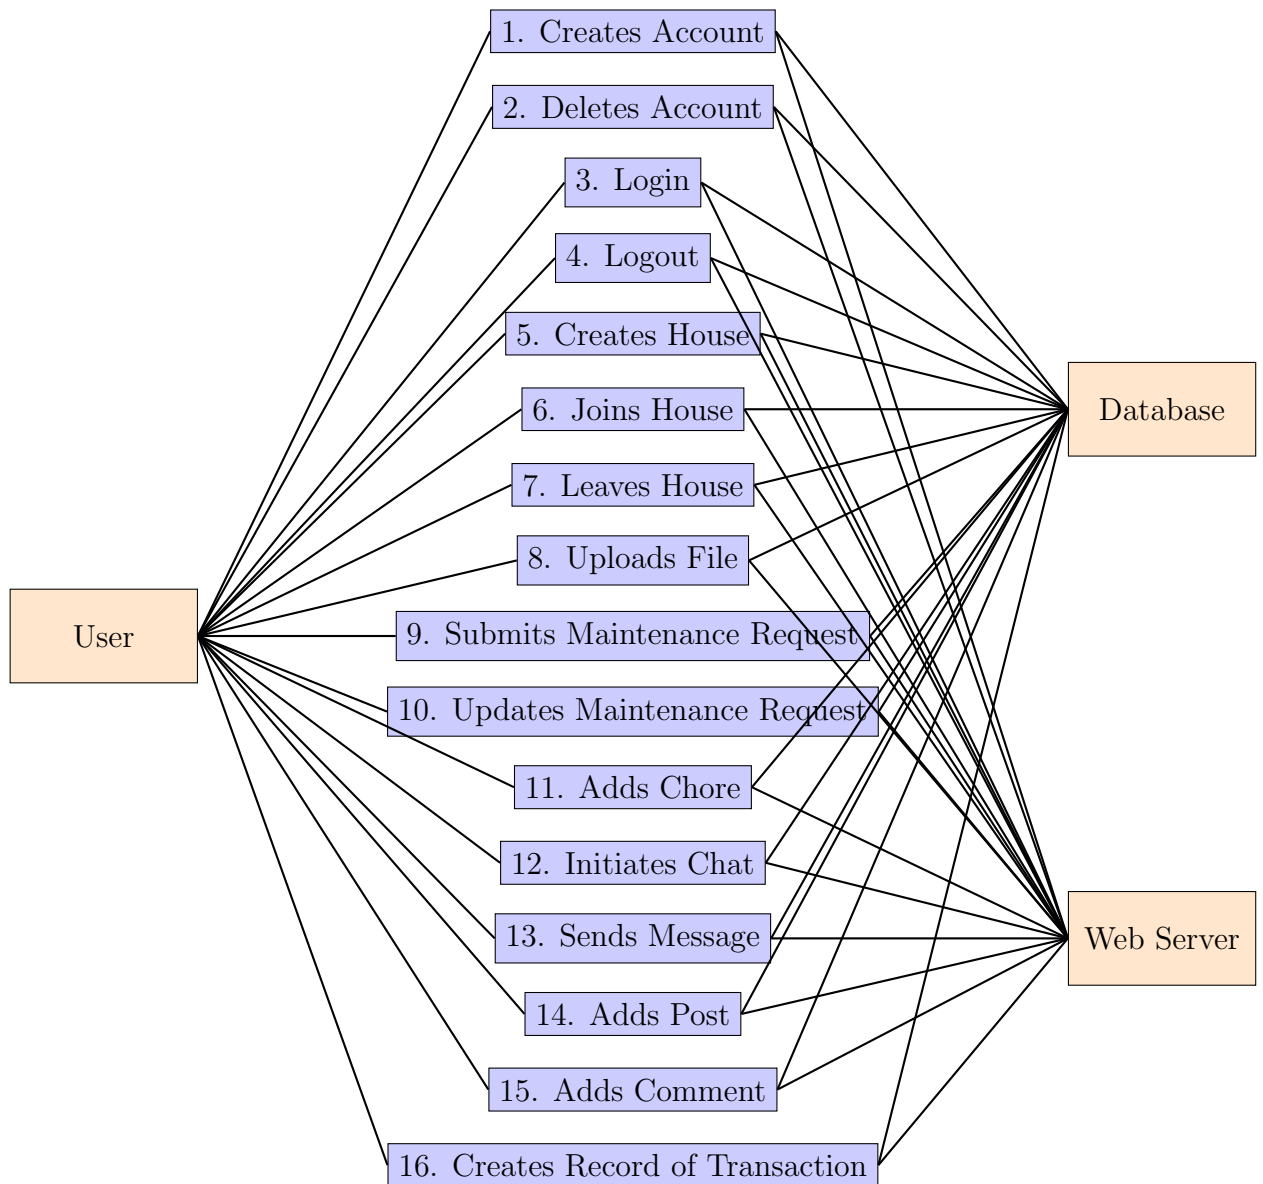 1. Creates Account
2. Deletes Account
3. Login
4. Logout
5. Creates House
6. Joins House
Database
7. Leaves House
8. Uploads File
User
9. Submits Maintenance Request
10. Updates Maintenance Request
11. Adds Chore
12. Initiates Chat
13. Sends Message
Web Server
14. Adds Post
15. Adds Comment
16. Creates Record of Transaction